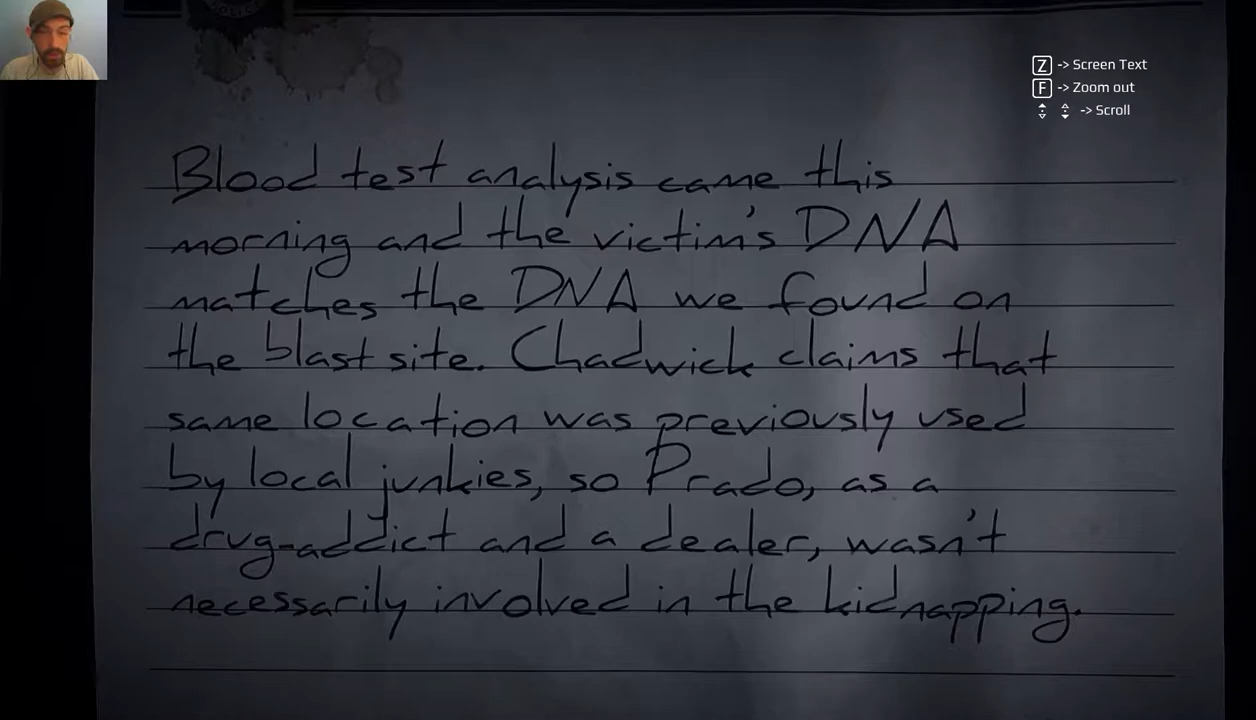 Z -> Screen Text
F -> Zoom out
-> Scroll
Blood test analysis came this
morning and the victim's DNA
matches the DNA we found on
the blast site. Chadwick claims that
same location was previously used
by local junkies, so Prado, as a
drug-addict and a dealer, wasn't
necessarily involved in the kidnapping.